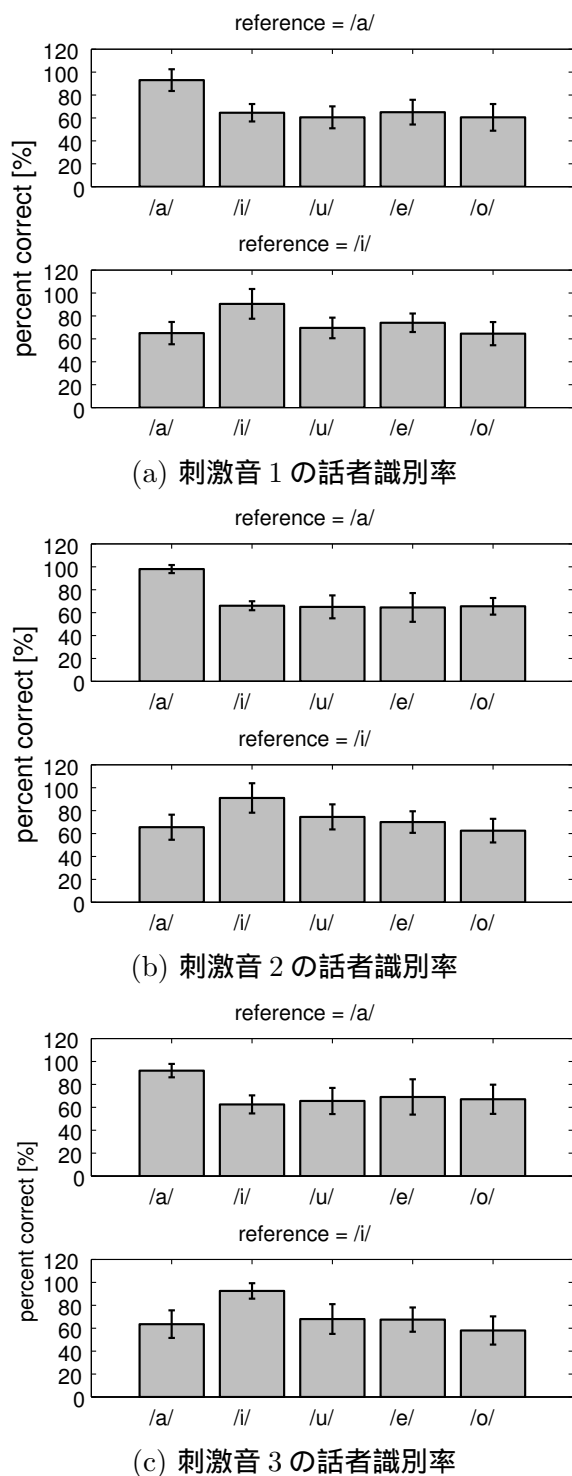 reference = /a/
percent correct [%]
120
100
80
60
40
20
0
/a/ /i/ /u/ /e/ /o/
reference = /i/
120
100
80
60
40
20
0
/a/ /i/ /u/ /e/ /o/
(a) 刺激音 1 の話者識別率
reference = /a/
percent correct [%]
120
100
80
60
40
20
0
/a/ /i/ /u/ /e/ /o/
reference = /i/
120
100
80
60
40
20
0
/a/ /i/ /u/ /e/ /o/
(b) 刺激音 2 の話者識別率
reference = /a/
percent correct [%]
120
100
80
60
40
20
0
/a/ /i/ /u/ /e/ /o/
reference = /i/
120
100
80
60
40
20
0
/a/ /i/ /u/ /e/ /o/
(c) 刺激音 3 の話者識別率